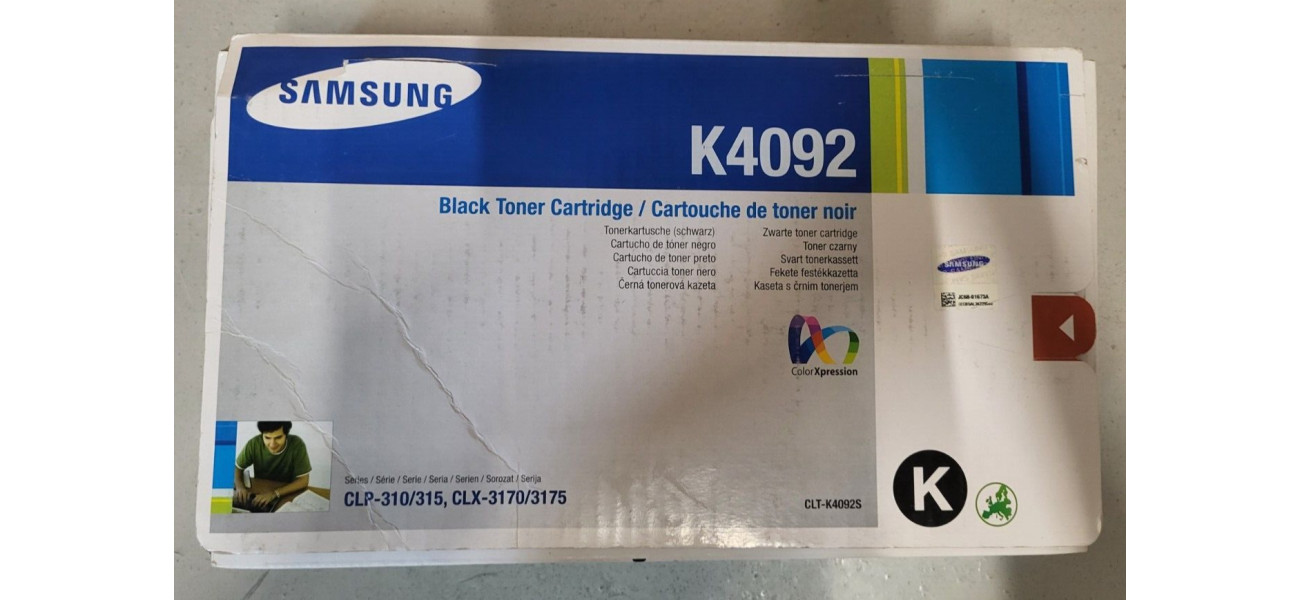 SAMSUNG
K4092
Black Toner Cartridge / Cartouche de toner noir
Tonerkartusche (schwarz)
Cartucho de tóner negro
Cartucho de toner preto
Cartuccia toner nero
Černá tonerová kazeta
Zwarte toner cartridge
Toner czarny
Svart tonerkassett
Fekete festékkazetta
Kaseta s črnim tonerjem
SAMSUNG
ColorXpression
Series / Série / Serie / Seria / Serien / Sorozat / Serija
CLP-310/315, CLX-3170/3175
CLT-K4092S
K